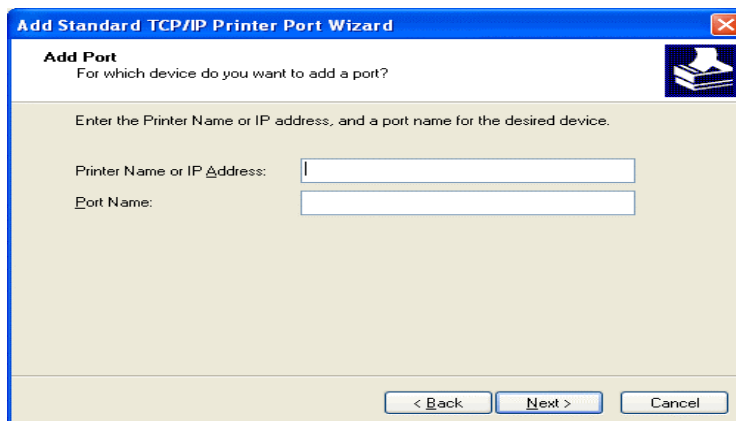 Add Standard TCP/IP Printer Port Wizard
Add Port
For which device do you want to add a port?
Enter the Printer Name or IP address, and a port name for the desired device.
Printer Name or IP Address:
Port Name:
< Back Next > Cancel